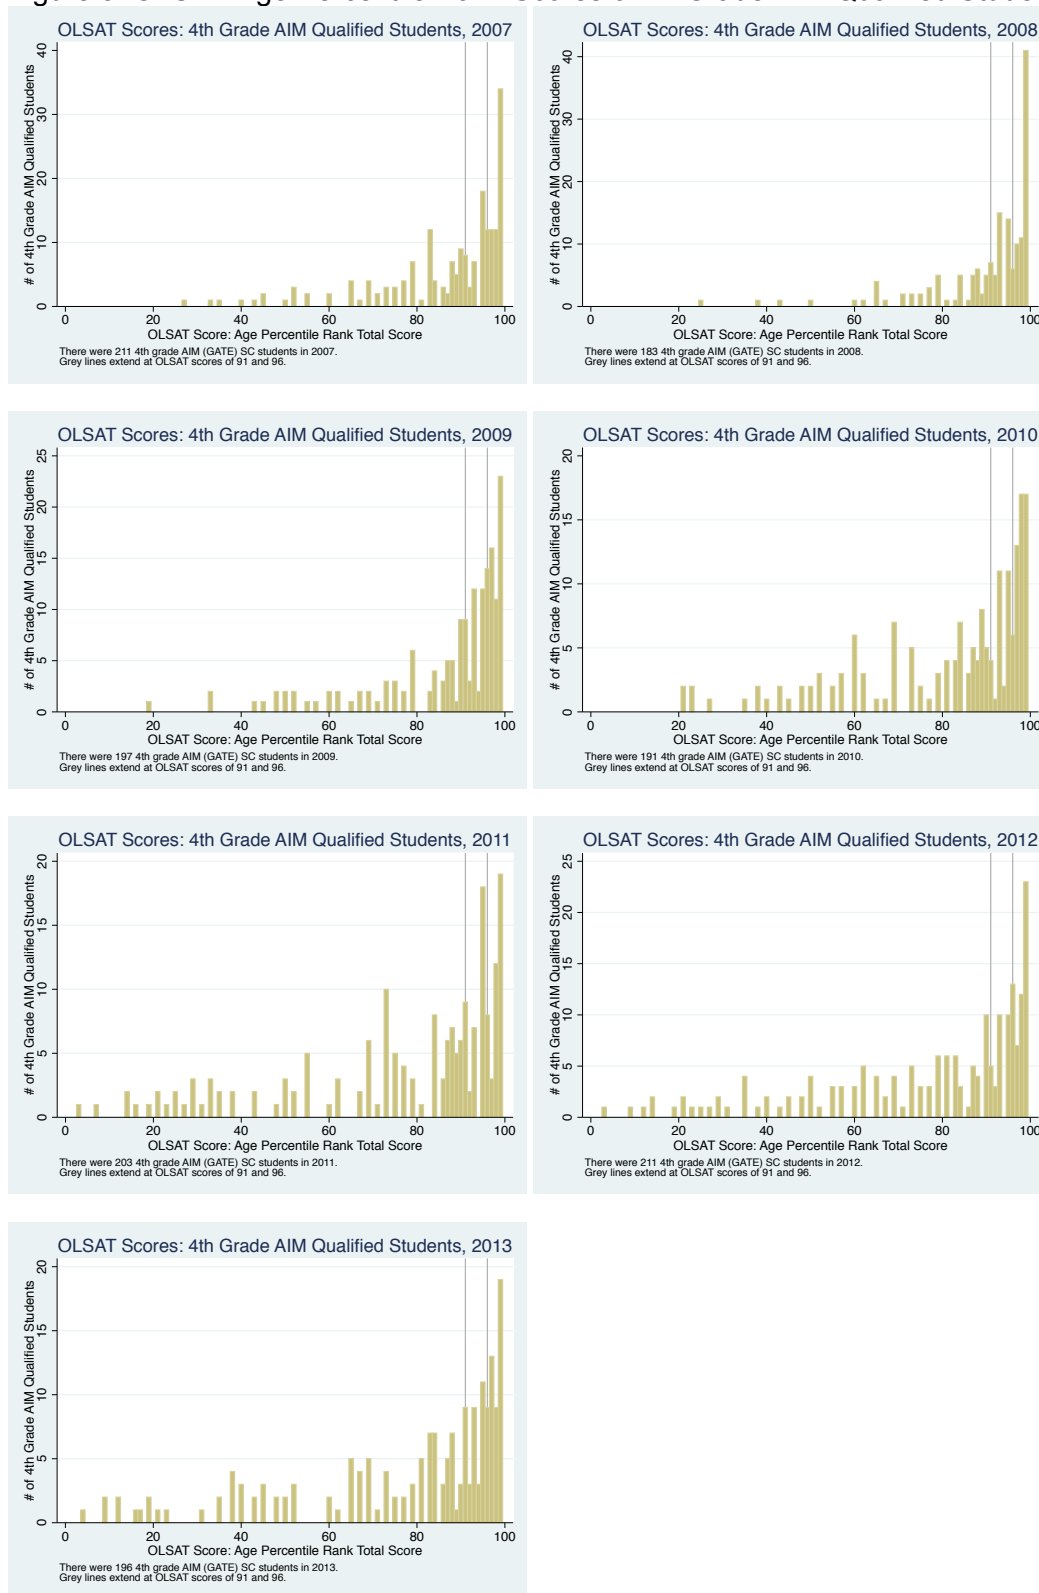 OLSAT Scores: 4th Grade AIM Qualified Students, 2007
# of 4th Grade AIM Qualified Students
40
30
20
10
0
0 20 40 60 80 100
OLSAT Score: Age Percentile Rank Total Score
There were 211 4th grade AIM (GATE) SC students in 2007.
Grey lines extend at OLSAT scores of 91 and 96.
OLSAT Scores: 4th Grade AIM Qualified Students, 2008
# of 4th Grade AIM Qualified Students
40
30
20
10
0
0 20 40 60 80 100
OLSAT Score: Age Percentile Rank Total Score
There were 183 4th grade AIM (GATE) SC students in 2008.
Grey lines extend at OLSAT scores of 91 and 96.
OLSAT Scores: 4th Grade AIM Qualified Students, 2009
# of 4th Grade AIM Qualified Students
25
20
15
10
5
0
0 20 40 60 80 100
OLSAT Score: Age Percentile Rank Total Score
There were 197 4th grade AIM (GATE) SC students in 2009.
Grey lines extend at OLSAT scores of 91 and 96.
OLSAT Scores: 4th Grade AIM Qualified Students, 2010
# of 4th Grade AIM Qualified Students
20
15
10
5
0
0 20 40 60 80 100
OLSAT Score: Age Percentile Rank Total Score
There were 191 4th grade AIM (GATE) SC students in 2010.
Grey lines extend at OLSAT scores of 91 and 96.
OLSAT Scores: 4th Grade AIM Qualified Students, 2011
# of 4th Grade AIM Qualified Students
20
15
10
5
0
0 20 40 60 80 100
OLSAT Score: Age Percentile Rank Total Score
There were 203 4th grade AIM (GATE) SC students in 2011.
Grey lines extend at OLSAT scores of 91 and 96.
OLSAT Scores: 4th Grade AIM Qualified Students, 2012
# of 4th Grade AIM Qualified Students
25
20
15
10
5
0
0 20 40 60 80 100
OLSAT Score: Age Percentile Rank Total Score
There were 211 4th grade AIM (GATE) SC students in 2012.
Grey lines extend at OLSAT scores of 91 and 96.
OLSAT Scores: 4th Grade AIM Qualified Students, 2013
# of 4th Grade AIM Qualified Students
20
15
10
5
0
0 20 40 60 80 100
OLSAT Score: Age Percentile Rank Total Score
There were 196 4th grade AIM (GATE) SC students in 2013.
Grey lines extend at OLSAT scores of 91 and 96.